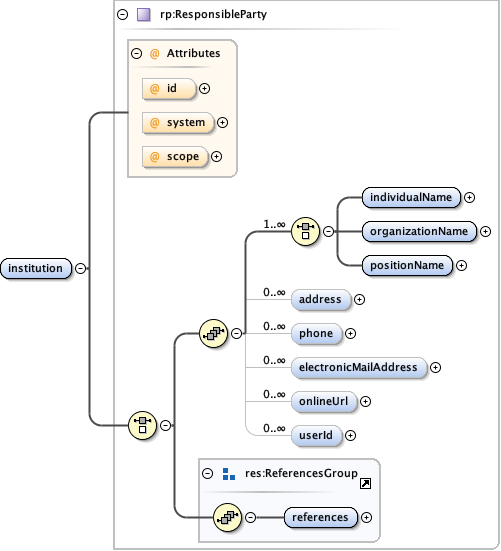 rp:ResponsibleParty
@ Attributes
@ id
@ system
@ scope
institution
1..∞
individualName
organizationName
positionName
0..∞ address
0..∞ phone
0..∞ electronicMailAddress
0..∞ onlineUrl
0..∞ userId
res:ReferencesGroup
references